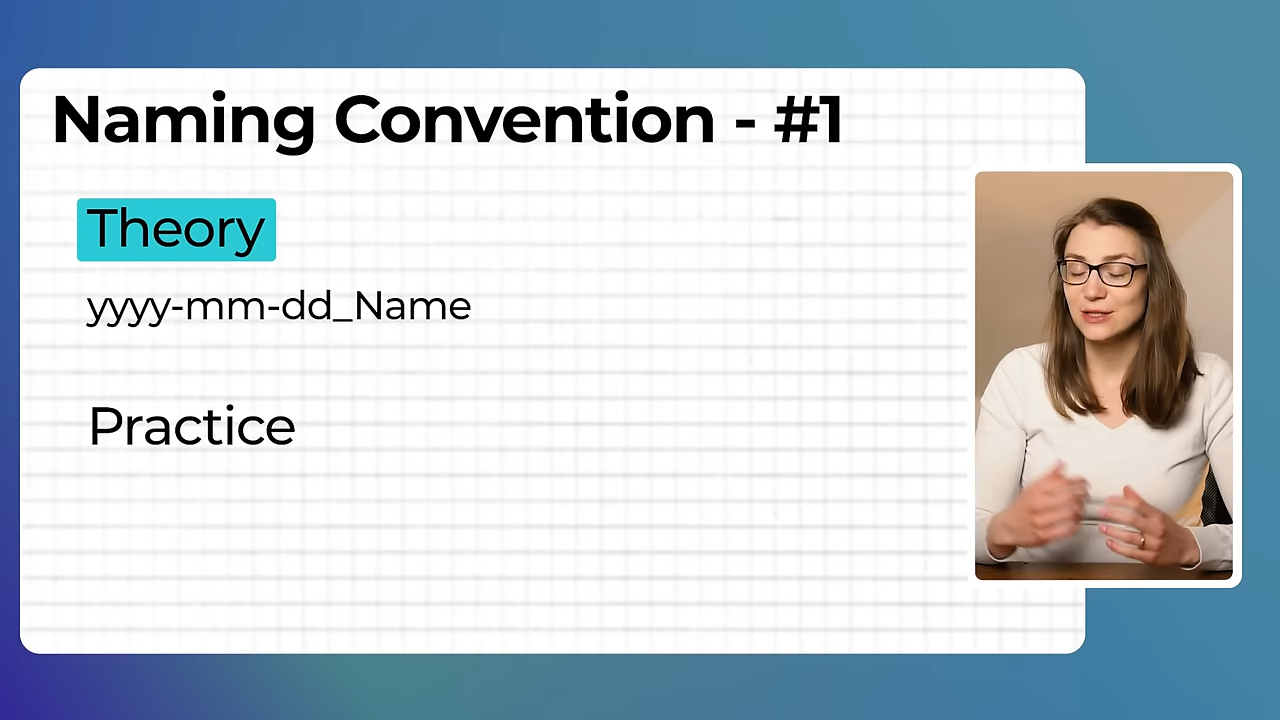 Naming Convention - #1
Theory
yyyy-mm-dd_Name
Practice